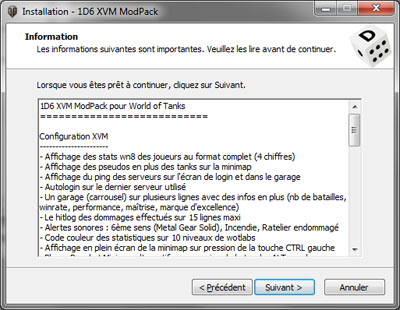 Installation - 1D6 XVM ModPack
Information
Les informations suivantes sont importantes. Veuillez les lire avant de continuer.
D
Lorsque vous êtes prêt à continuer, cliquez sur Suivant.
1D6 XVM ModPack pour World of Tanks
===========================
Configuration XVM
----------------------
- Affichage des stats wn8 des joueurs au format complet (4 chiffres)
- Affichage des pseudos en plus des tanks sur la minimap
- Affichage du ping des serveurs sur l'écran de login et dans le garage
- Autologin sur le dernier serveur utilisé
- Un garage (carrousel) sur plusieurs lignes avec des infos en plus (nb de batailles,
winrate, performance, maîtrise, marque d'excellence)
- Le hitlog des dommages effectués sur 15 lignes maxi
- Alertes sonores : 6ème sens (Metal Gear Solid), Incendie, Ratelier endommagé
- Code couleur des statistiques sur 10 niveaux de wotlabs
- Affichage en plein écran de la minimap sur pression de la touche CTRL gauche
< Précédent
Suivant >
Annuler